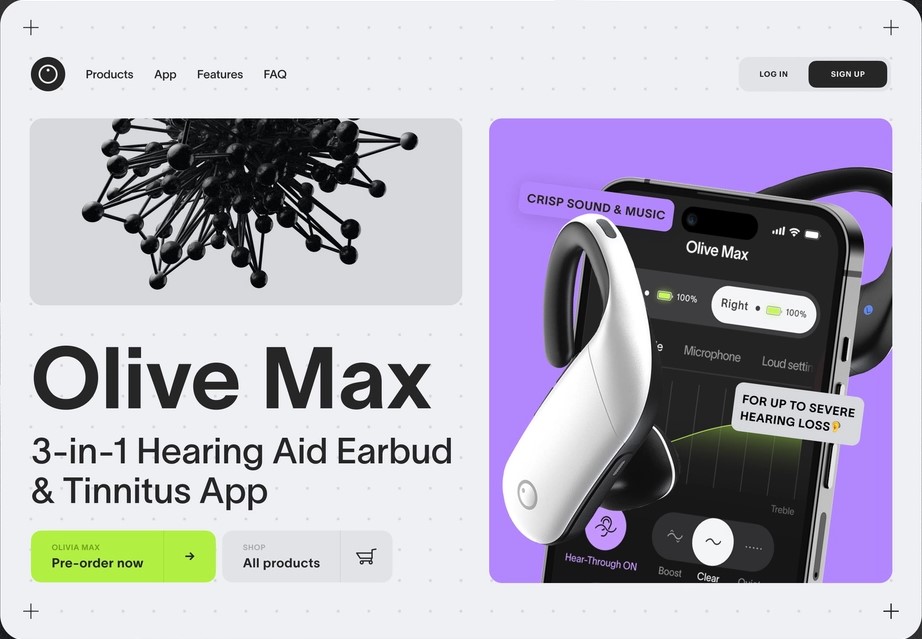 Products App Features FAQ
LOG IN
SIGN UP
CRISP SOUND & MUSIC
Olive Max
100%
Right
100%
Microphone
Loud settin
FOR UP TO SEVERE
HEARING LOSS🦻
Treble
Hear-Through ON
Boost
Clear
Olive Max
3-in-1 Hearing Aid Earbud
& Tinnitus App
OLIVIA MAX
Pre-order now →
SHOP
All products